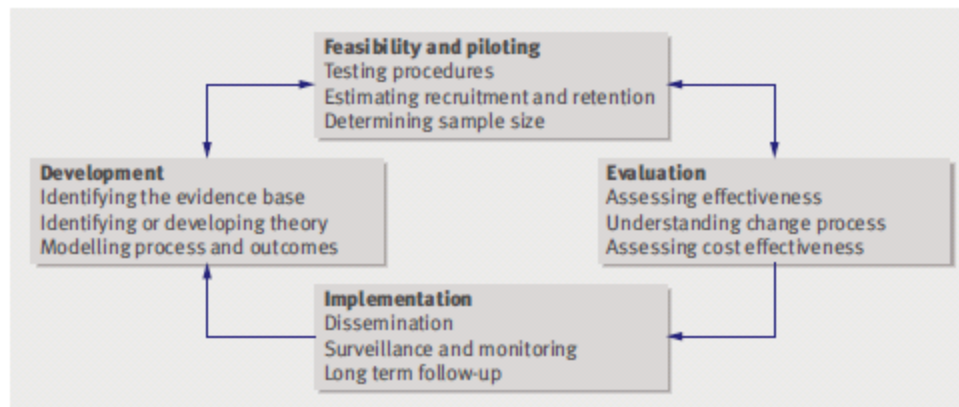 Feasibility and piloting
Testing procedures
Estimating recruitment and retention
Determining sample size
Development
Identifying the evidence base
Identifying or developing theory
Modelling process and outcomes
Evaluation
Assessing effectiveness
Understanding change process
Assessing cost effectiveness
Implementation
Dissemination
Surveillance and monitoring
Long term follow-up